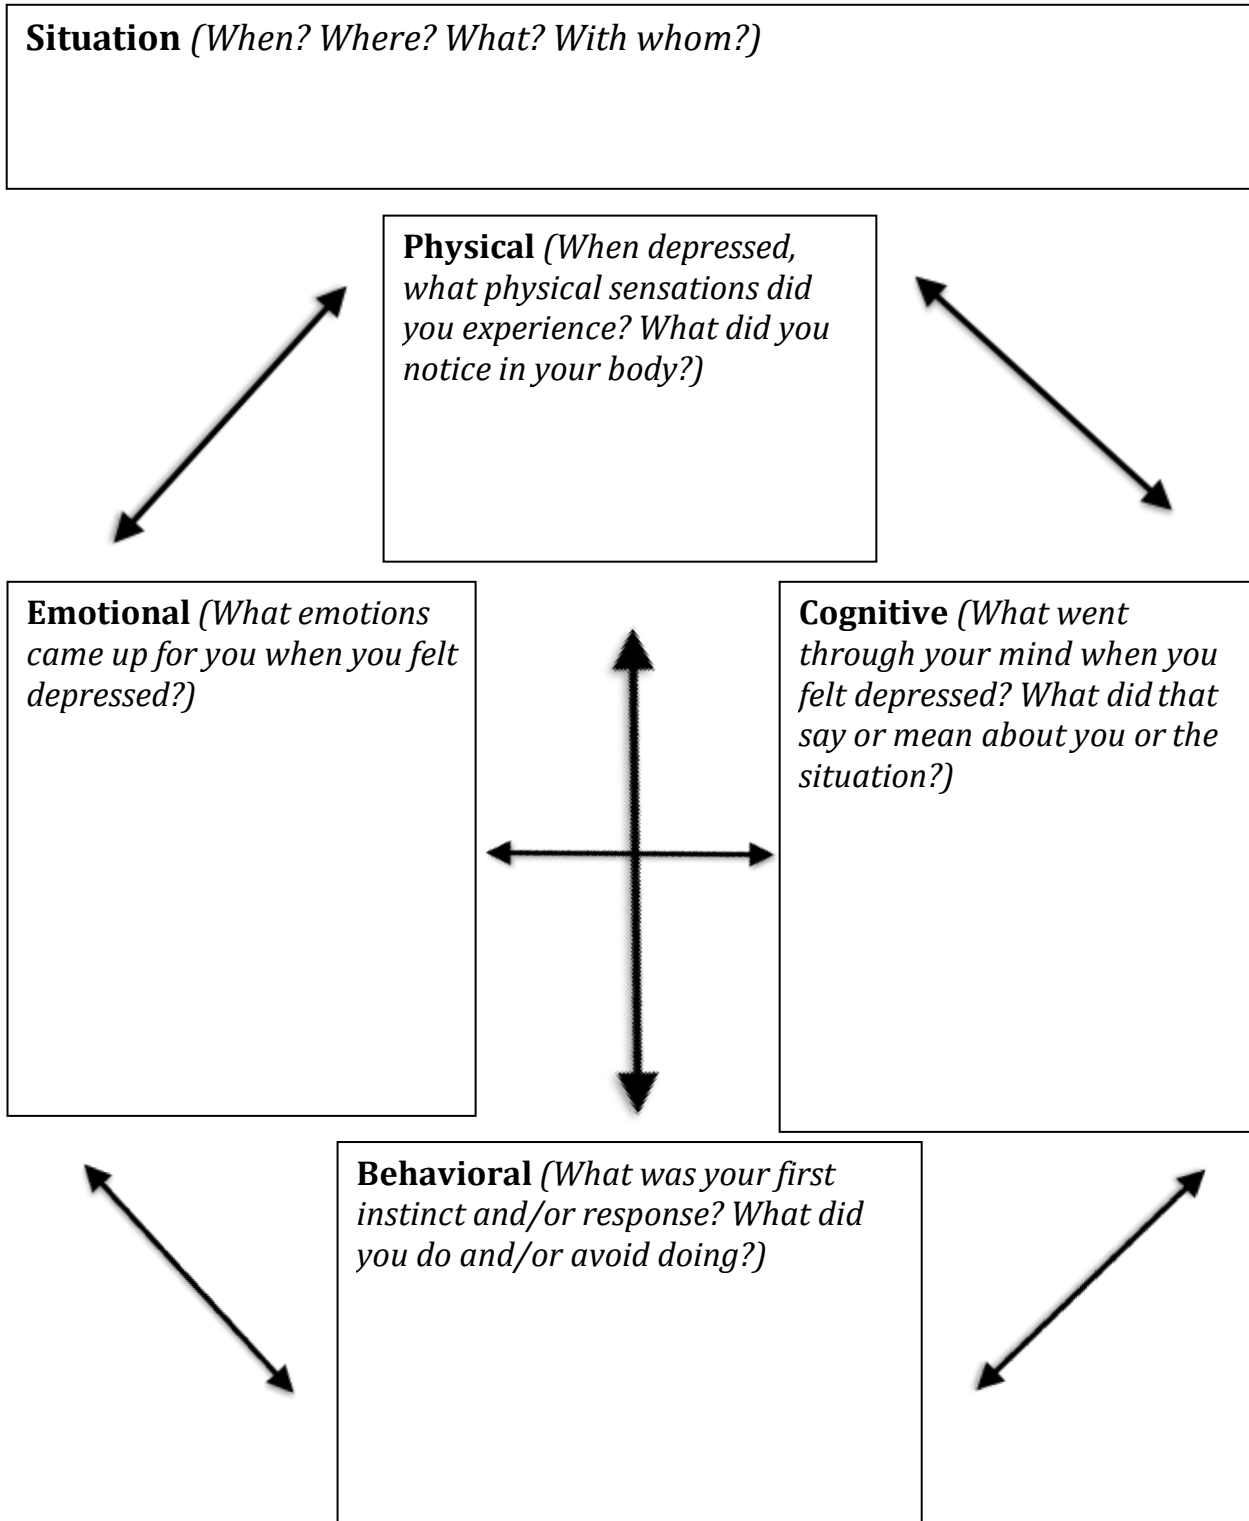 Situation (When? Where? What? With whom?)
Physical (When depressed,
what physical sensations did
you experience? What did you
notice in your body?)
Emotional (What emotions
came up for you when you felt
depressed?)
Cognitive (What went
through your mind when you
felt depressed? What did that
say or mean about you or the
situation?)
Behavioral (What was your first
instinct and/or response? What did
you do and/or avoid doing?)